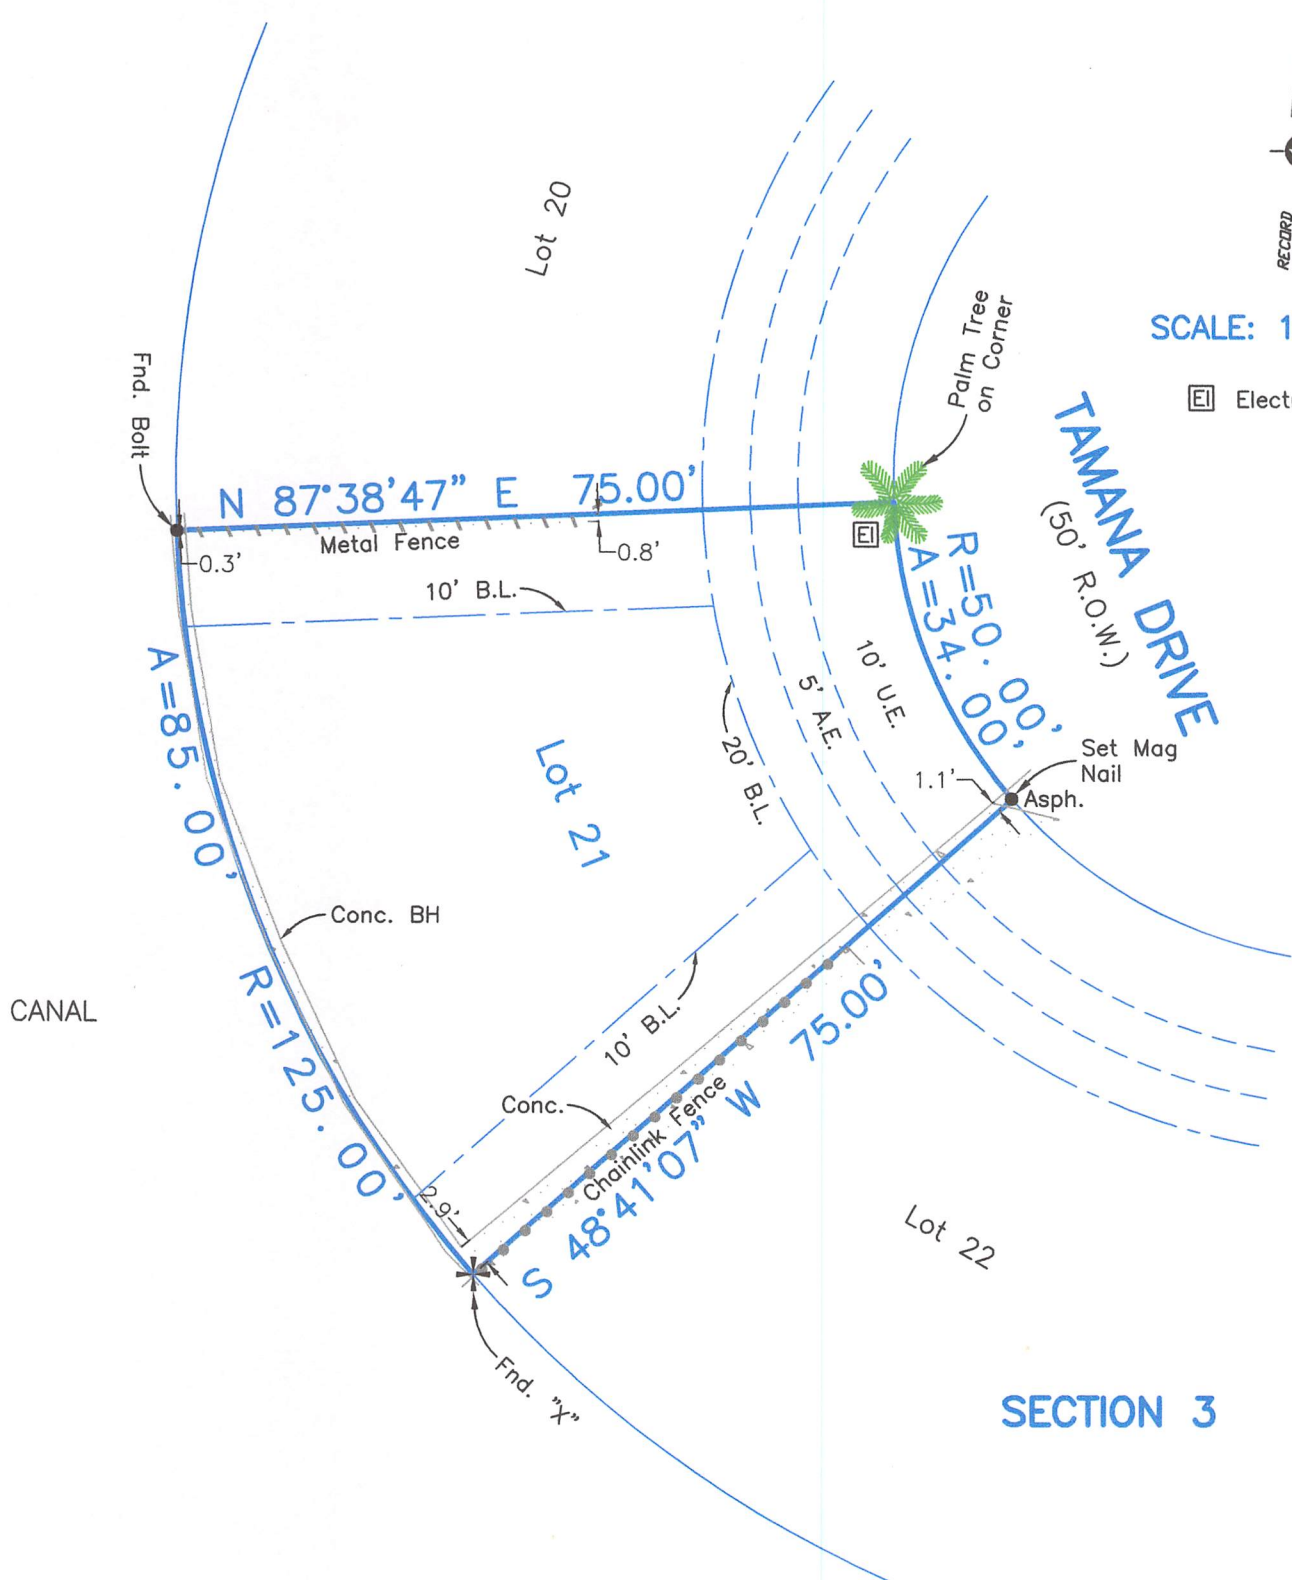 Lot 20
RECORD
SCALE: 1
EI
Elect
Palm Tree
on Corner
TAMANA DRIVE
(50' R.O.W.)
Fnd. Bolt
N 87°38'47" E 75.00'
Metal Fence
0.3'
0.8'
EI
10' B.L.
R=50.00'
A=34.00'
10' U.E.
5' A.E.
20' B.L.
Set Mag
Nail
Asph.
1.1'
A=85.00'
R=125.00'
Lot 21
Conc. BH
CANAL
10' B.L.
Conc.
Chainlink Fence
S 48°41'07" W 75.00'
2.9'
Fnd. "X"
Lot 22
SECTION 3